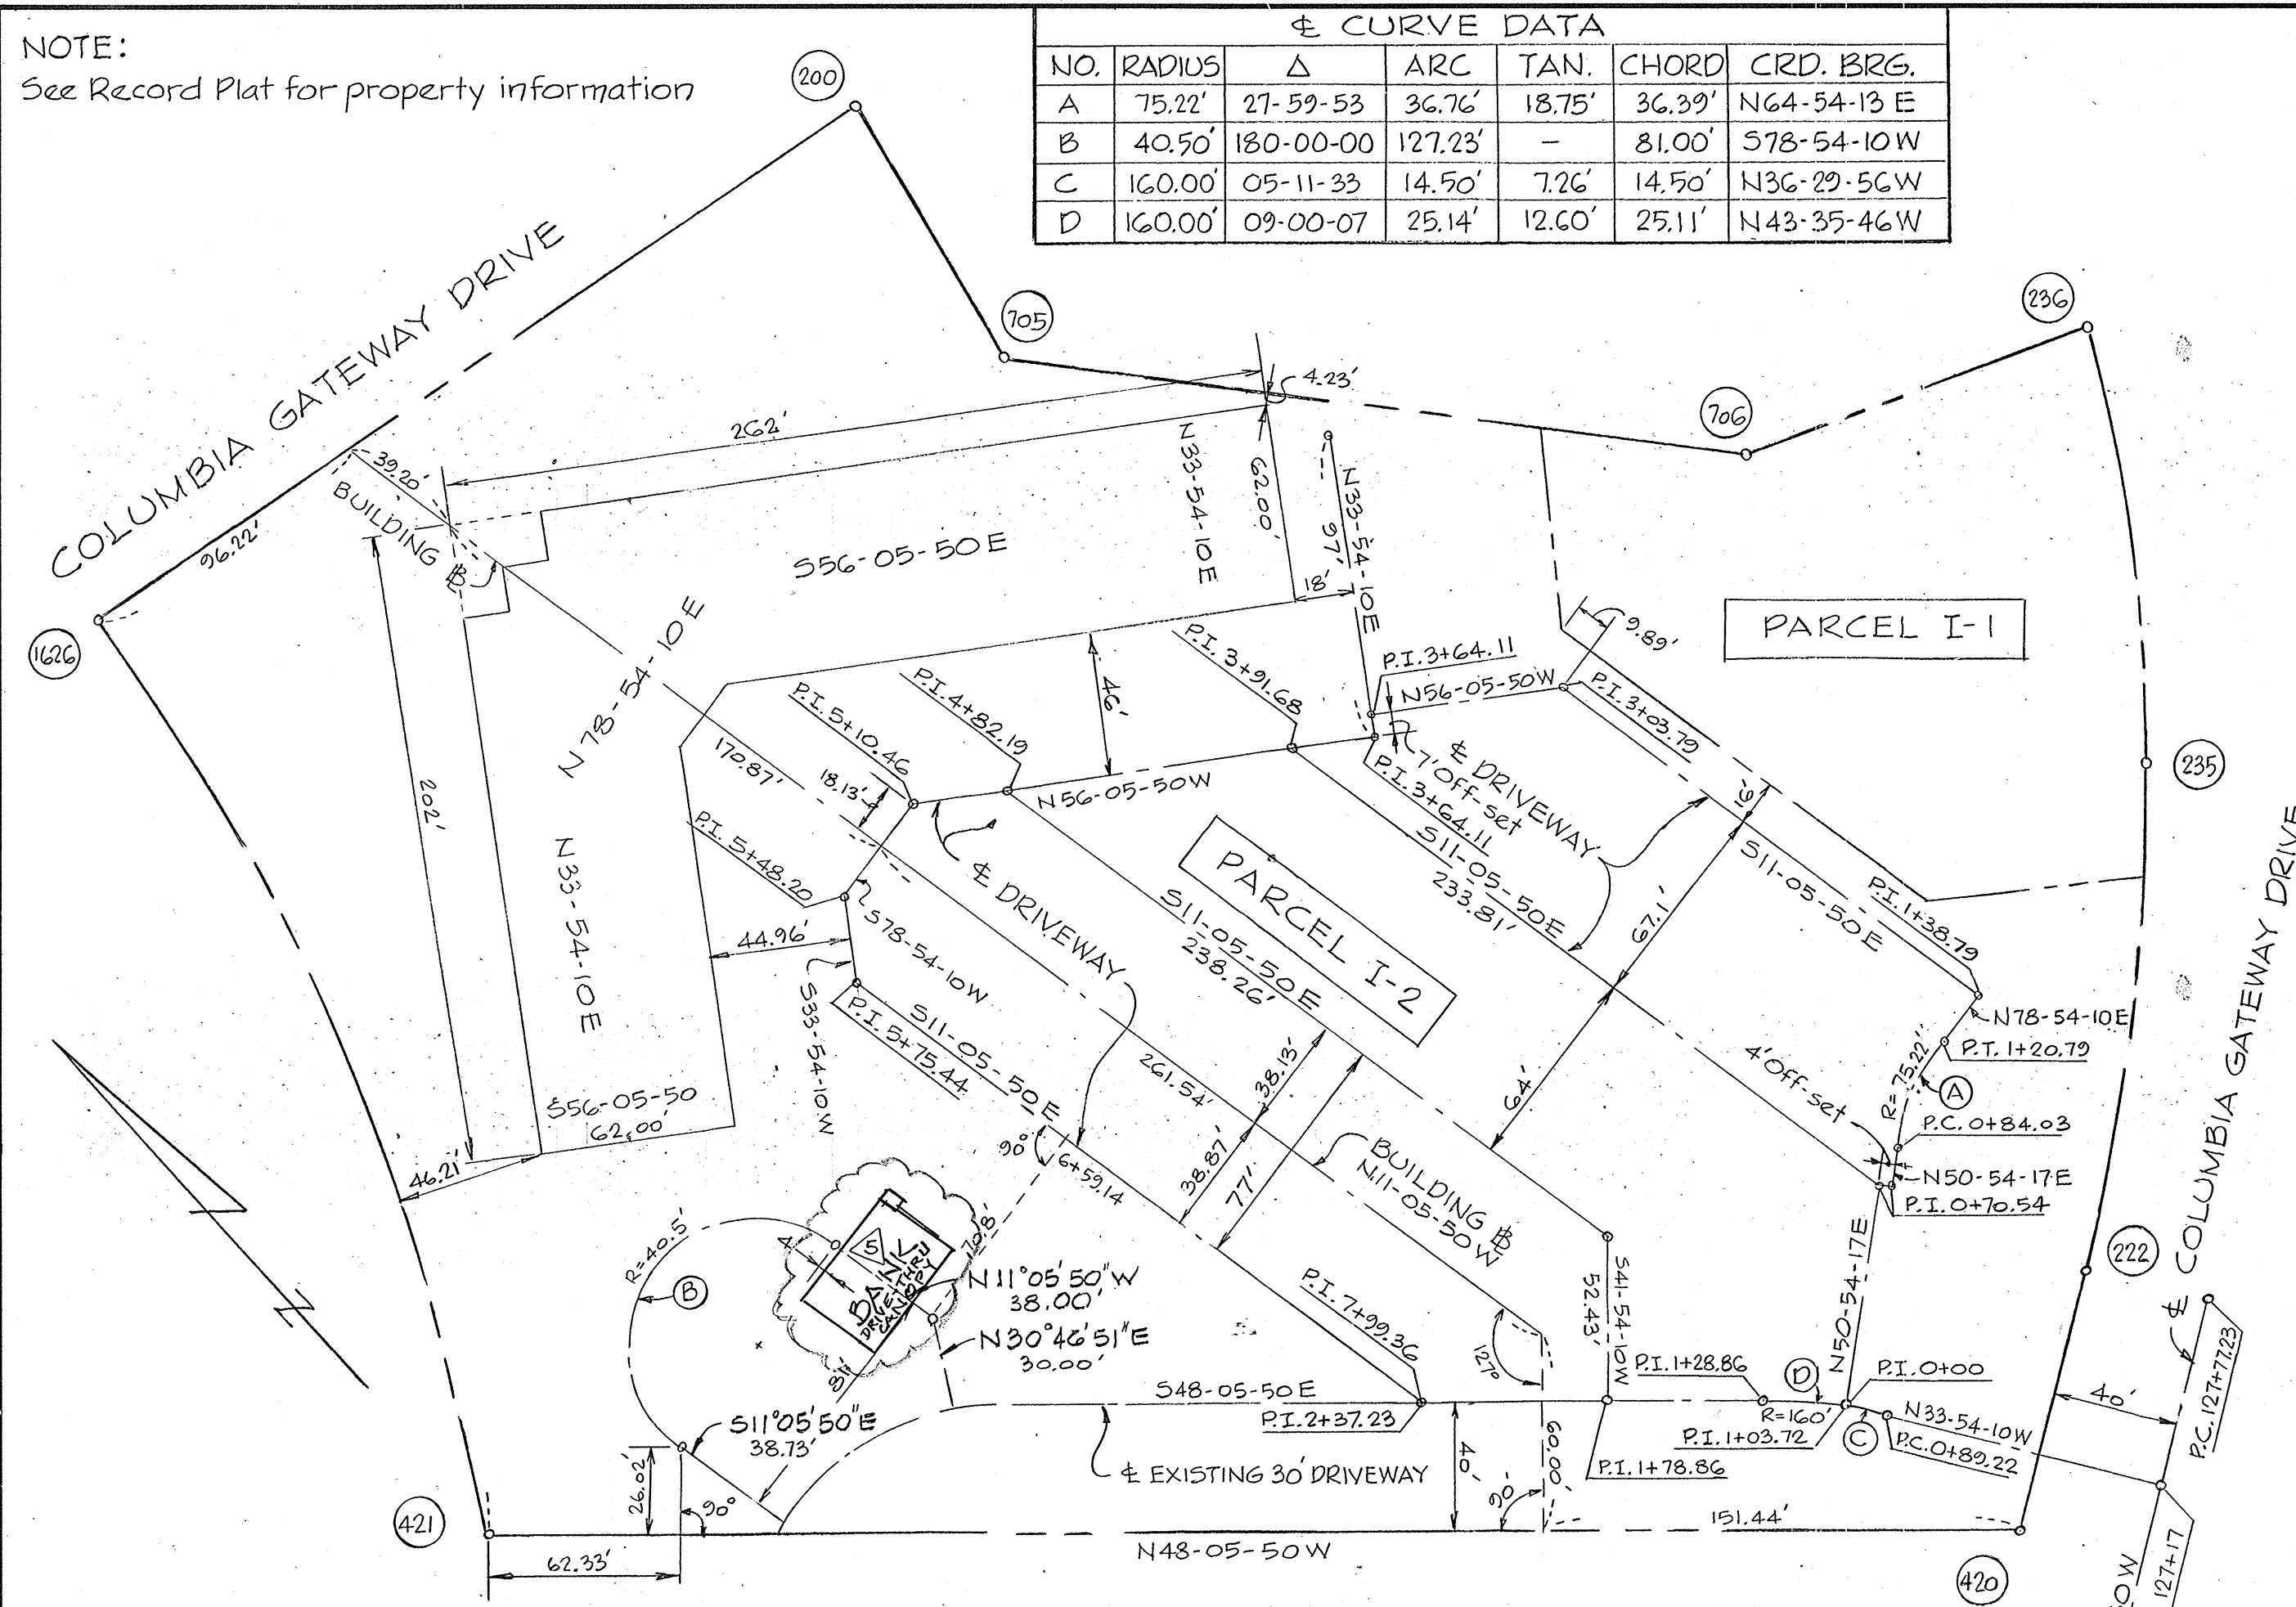 NOTE:
See Record Plat for property information
℄ CURVE DATA
NO. RADIUS Δ ARC TAN. CHORD CRD. BRG.
A 75.22' 27-59-53 36.76' 18.75' 36.39' N64-54-13 E
B 40.50' 180-00-00 127.23' – 81.00' S78-54-10 W
C 160.00' 05-11-33 14.50' 7.26' 14.50' N36-29-56W
D 160.00' 09-00-07 25.14' 12.60' 25.11' N43-35-46W
200
705
236
706
COLUMBIA GATEWAY DRIVE
96.22'
1626
39.20'
BUILDING ℄
262'
4.23'
S56-05-50E
N33-54-10E
62.00'
N33-54-10E
97'
18'
PARCEL I-1
9.89'
P.I. 3+64.11
N56-05-50W
P.I. 3+03.79
N78-54-10E
202'
N33-54-10E
46'
P.I. 3+91.68
P.I. 4+82.19
P.I. 5+10.46
170.87'
18.13'
P.I. 5+48.20
N56-05-50W
℄ DRIVEWAY
7' Off-set
P.I. 3+64.11
S11-05-50E
233.81'
16'
67.1'
S11-05-50E
P.I. 1+38.79
235
COLUMBIA GATEWAY DRIVE
℄ DRIVEWAY
PARCEL I-2
S11-05-50E
238.26'
44.96'
S78-54-10W
S33-54-10W
S11-05-50E
P.I. 5+75.44
N78-54-10E
P.T. 1+20.79
R=75.22'
A
4' Off-set
P.C. 0+84.03
N50-54-17E
P.I. 0+70.54
64'
261.54'
38.13'
S56-05-50
62.00'
46.21'
90°
6+59.14
38.87'
77'
BUILDING ℄
N11-05-50W
R=40.5'
B
4'
5
BANK
DRIVE-THRU
CANOPY
70.8'
N11°05'50"W
38.00'
N30°46'51"E
30.00'
81'
P.I. 7+99.36
127°
S41-54-10W
52.43'
N50-54-17E
222
℄ COLUMBIA GATEWAY DRIVE
P.C. 127+77.23
P.I. 1+28.86
D
P.I. 0+00
S48-05-50E
P.I. 2+37.23
R=160'
P.I. 1+03.72
C
N33-54-10W
P.C. 0+89.22
40'
S11°05'50"E
38.73'
26.02'
90°
℄ EXISTING 30' DRIVEWAY
40'
60.00'
90°
P.I. 1+78.86
421
62.33'
N48-05-50W
151.44'
420
127+17